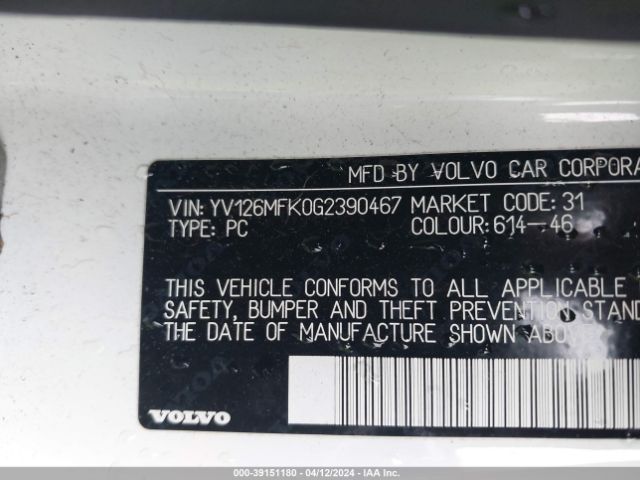 MFD BY VOLVO CAR CORPORA
VIN: YV126MFK0G2390467 MARKET CODE: 31
TYPE: PC COLOUR: 614-46
THIS VEHICLE CONFORMS TO ALL APPLICABLE
SAFETY, BUMPER AND THEFT PREVENTION STAND
THE DATE OF MANUFACTURE SHOWN ABOVE
VOLVO
000-39151180 - 04/12/2024 - IAA Inc.